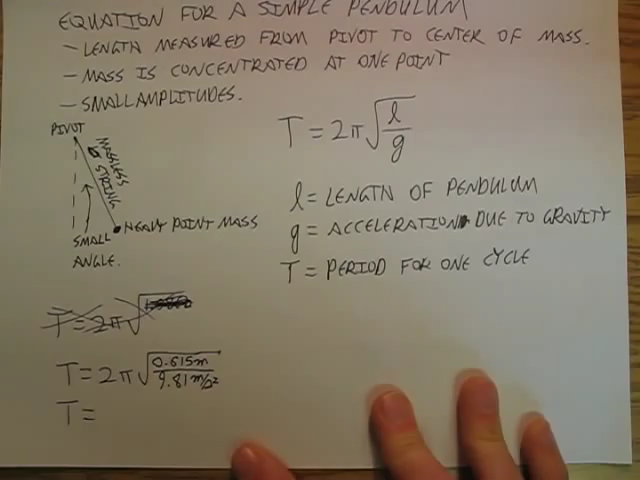 EQUATION FOR A SIMPLE PENDULUM
- LENGTH MEASURED FROM PIVOT TO CENTER OF MASS.
- MASS IS CONCENTRATED AT ONE POINT
- SMALL AMPLITUDES.
PIVOT
MASSLESS STRING
HEAVY POINT MASS
SMALL ANGLE.
T = 2π√(l/g)
l = LENGTH OF PENDULUM
g = ACCELERATION DUE TO GRAVITY
T = PERIOD FOR ONE CYCLE
T = 2π√
T = 2π√(0.615m/9.81m/s²)
T =